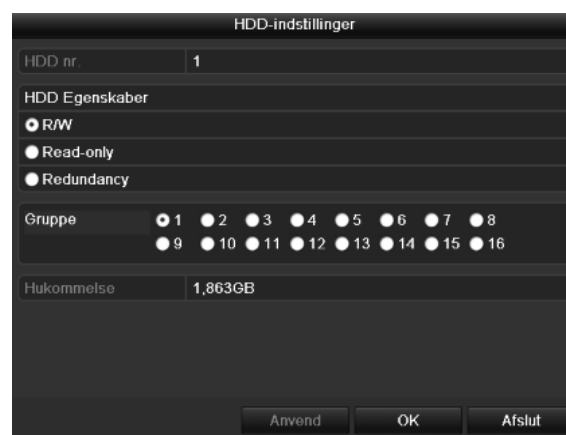 HDD-indstillinger
HDD nr. 1
HDD Egenskaber
R/W
Read-only
Redundancy
Gruppe 1 2 3 4 5 6 7 8
9 10 11 12 13 14 15 16
Hukommelse 1,863GB
Anvend OK Afslut